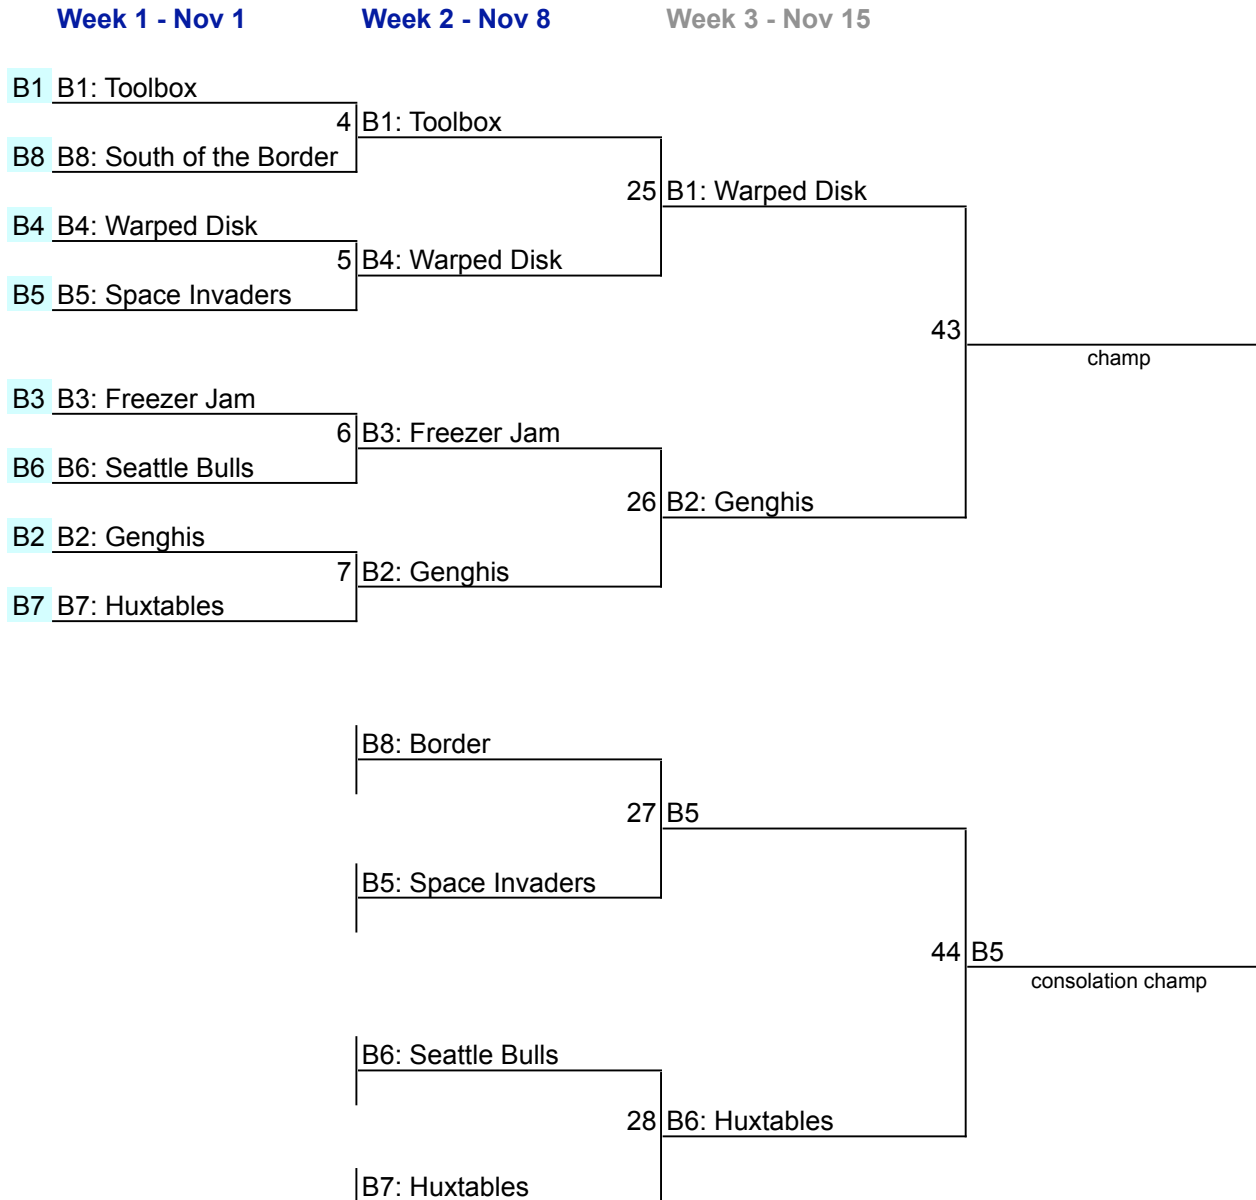 Week 1 - Nov 1 Week 2 - Nov 8 Week 3 - Nov 15
B1 B1: Toolbox
4 B1: Toolbox
B8 B8: South of the Border
25 B1: Warped Disk
B4 B4: Warped Disk
5 B4: Warped Disk
B5 B5: Space Invaders
43
champ
B3 B3: Freezer Jam
6 B3: Freezer Jam
B6 B6: Seattle Bulls
26 B2: Genghis
B2 B2: Genghis
7 B2: Genghis
B7 B7: Huxtables
B8: Border
27 B5
B5: Space Invaders
44 B5
consolation champ
B6: Seattle Bulls
28 B6: Huxtables
B7: Huxtables